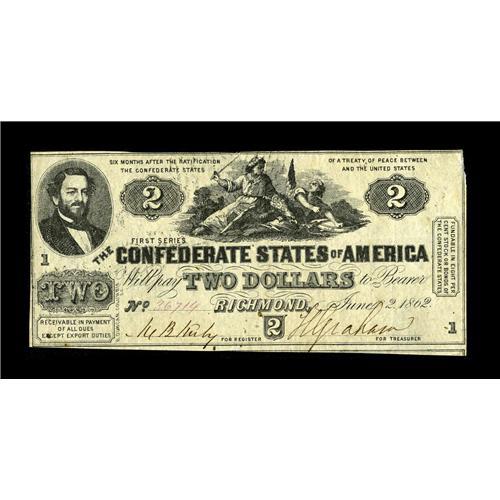 SIX MONTHS AFTER THE RATIFICATION OF A TREATY OF PEACE BETWEEN
THE CONFEDERATE STATES AND THE UNITED STATES
2 2
FIRST SERIES
1
THE CONFEDERATE STATES OF AMERICA
Will pay TWO DOLLARS to Bearer
TWO
No 26714 RICHMOND, June 2 1862
RECEIVABLE IN PAYMENT
OF ALL DUES
EXCEPT EXPORT DUTIES
FOR REGISTER
2
Graham
FOR TREASURER
1
FUNDABLE IN EIGHT PER
CENT STOCK OR BONDS OF
THE CONFEDERATE STATES